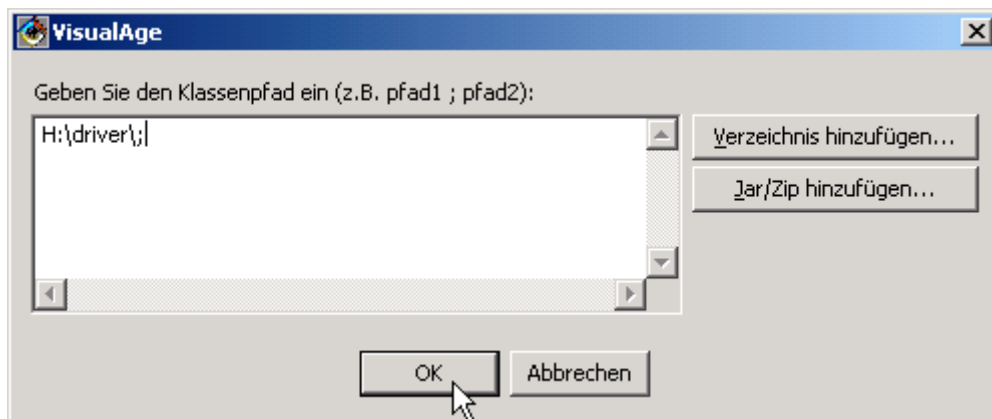 VisualAge
Geben Sie den Klassenpfad ein (z.B. pfad1 ; pfad2):
H:\driver\;
Verzeichnis hinzufügen...
Jar/Zip hinzufügen...
OK
Abbrechen